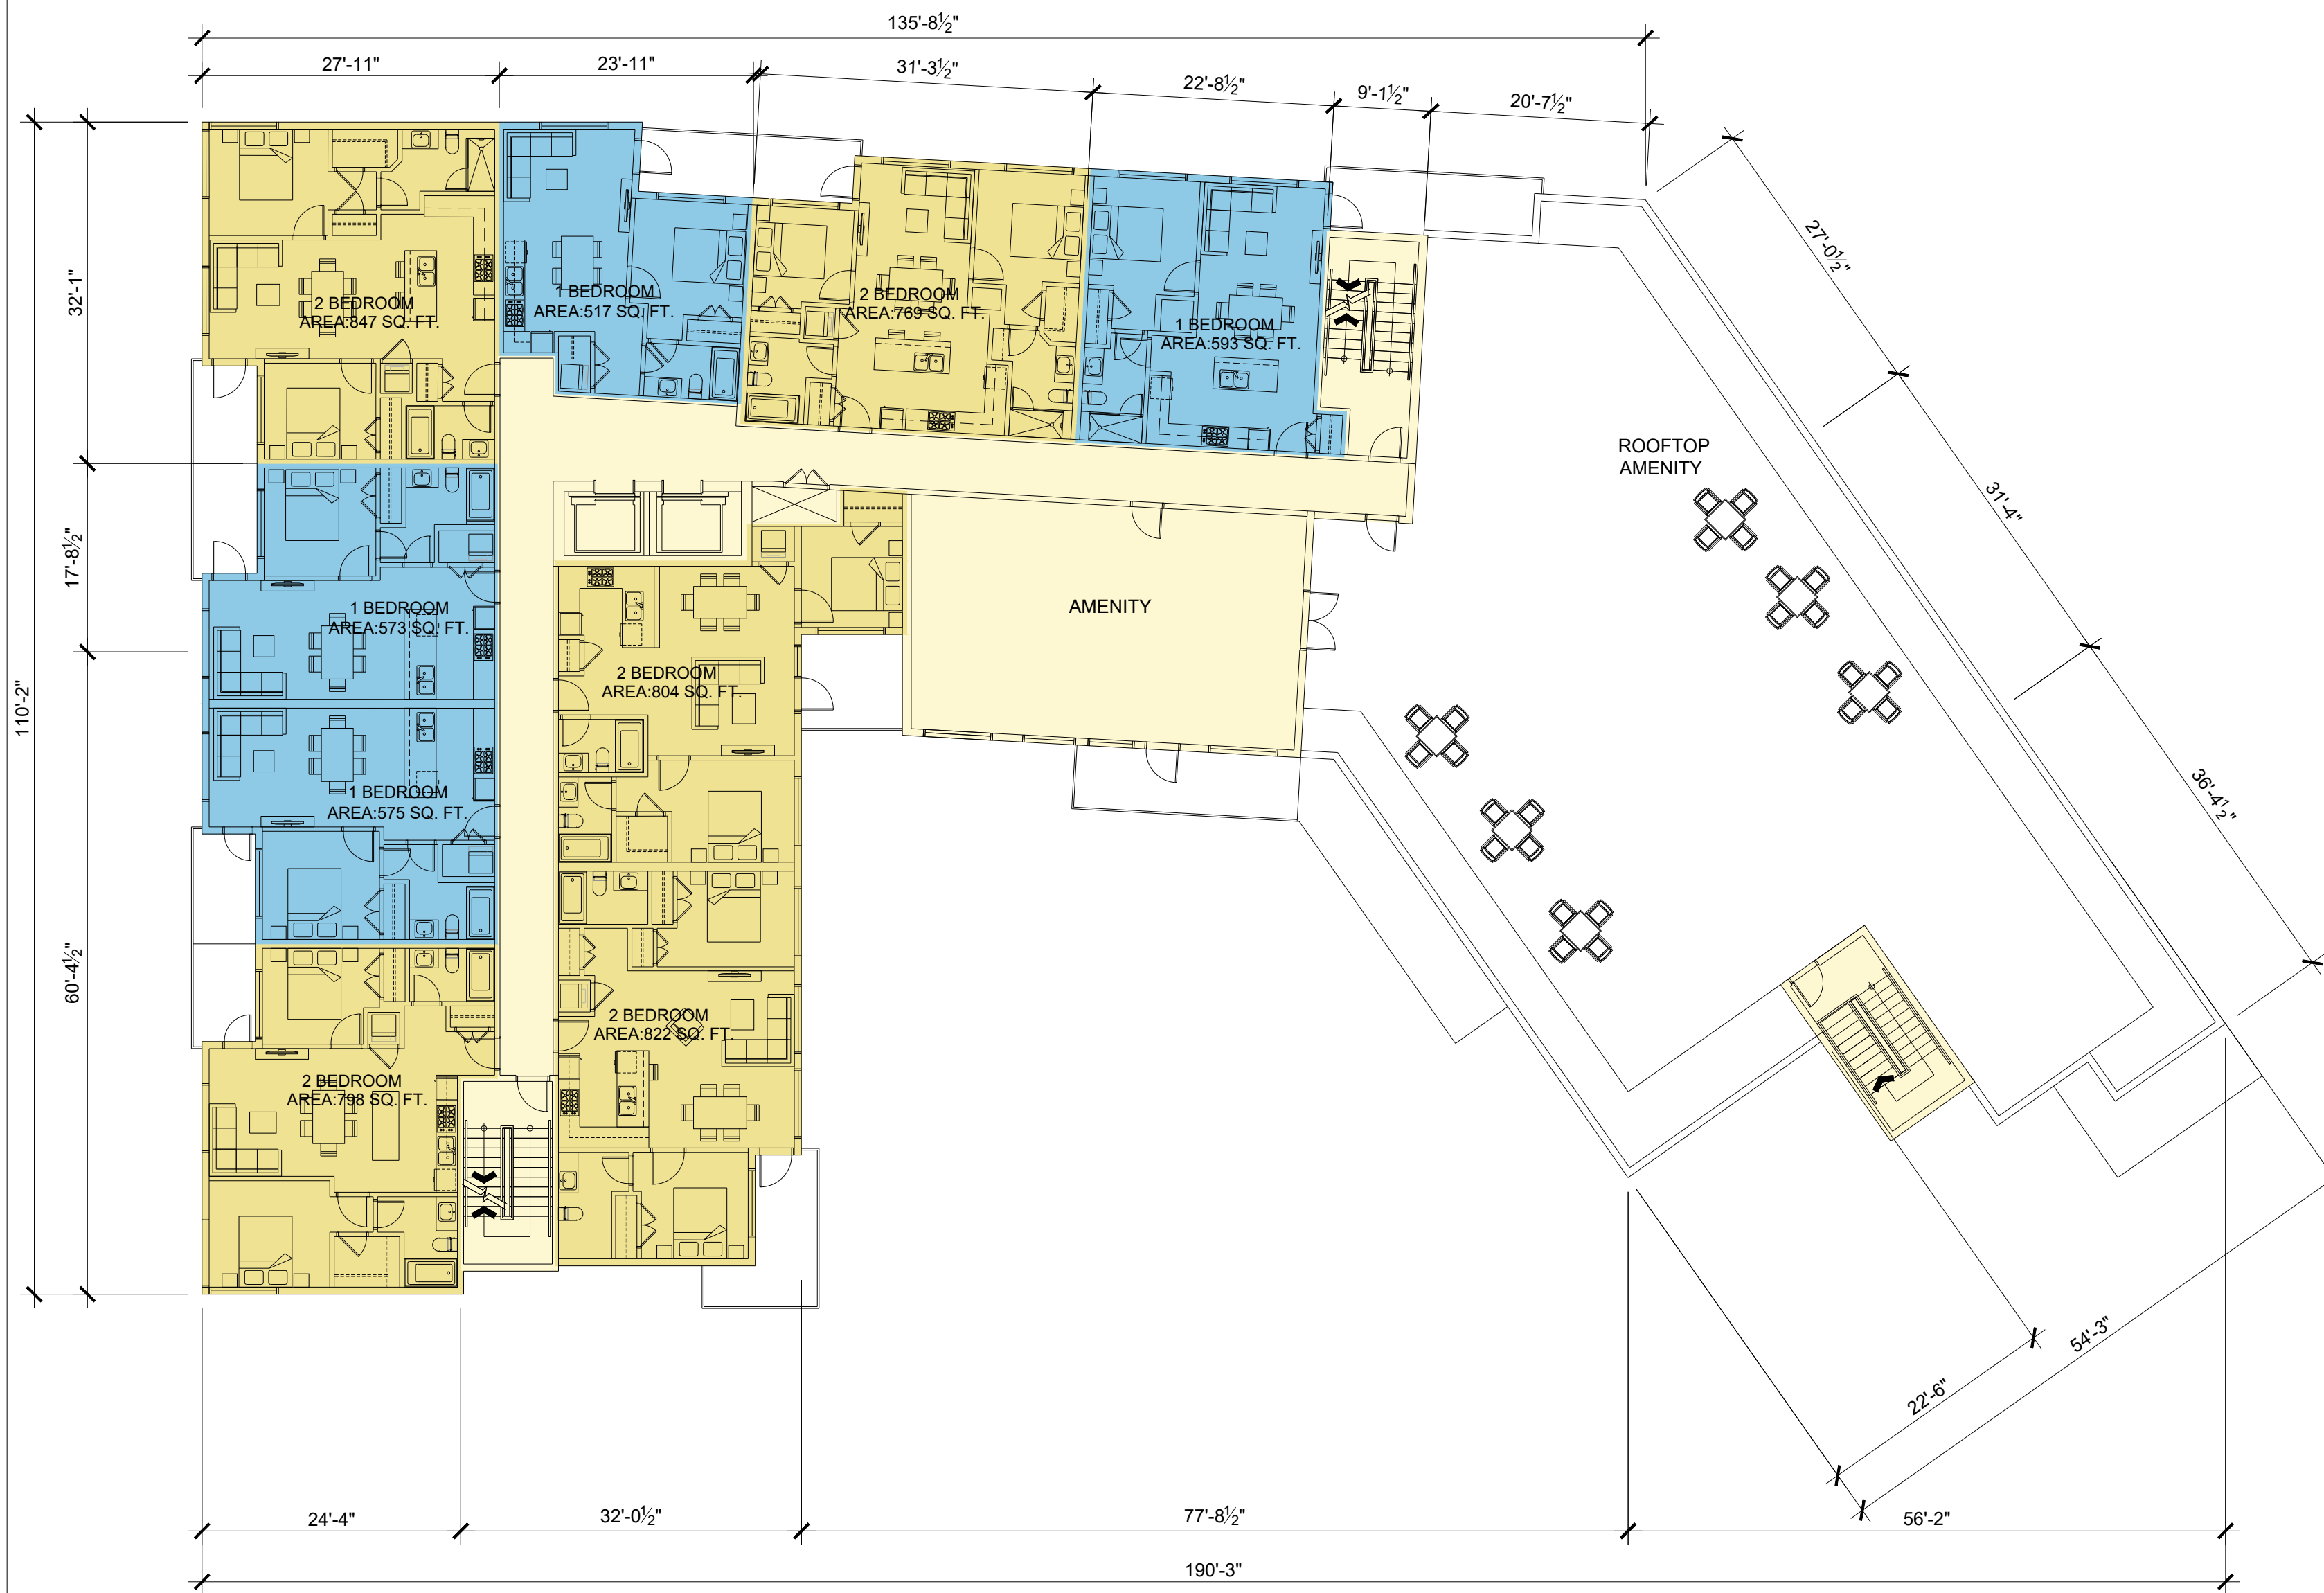 135'-8½"
27'-11"
23'-11"
31'-3½"
22'-8½"
9'-1½"
20'-7½"
27'-0½"
31'-4"
36'-4½"
32'-1"
17'-8½"
110'-2"
60'-4½"
2 BEDROOM
AREA:847 SQ. FT.
1 BEDROOM
AREA:517 SQ. FT.
2 BEDROOM
AREA:769 SQ. FT.
1 BEDROOM
AREA:593 SQ. FT.
ROOFTOP
AMENITY
AMENITY
1 BEDROOM
AREA:573 SQ. FT.
2 BEDROOM
AREA:804 SQ. FT.
1 BEDROOM
AREA:575 SQ. FT.
2 BEDROOM
AREA:822 SQ. FT.
2 BEDROOM
AREA:798 SQ. FT.
54'-3"
22'-6"
24'-4"
32'-0½"
77'-8½"
56'-2"
190'-3"